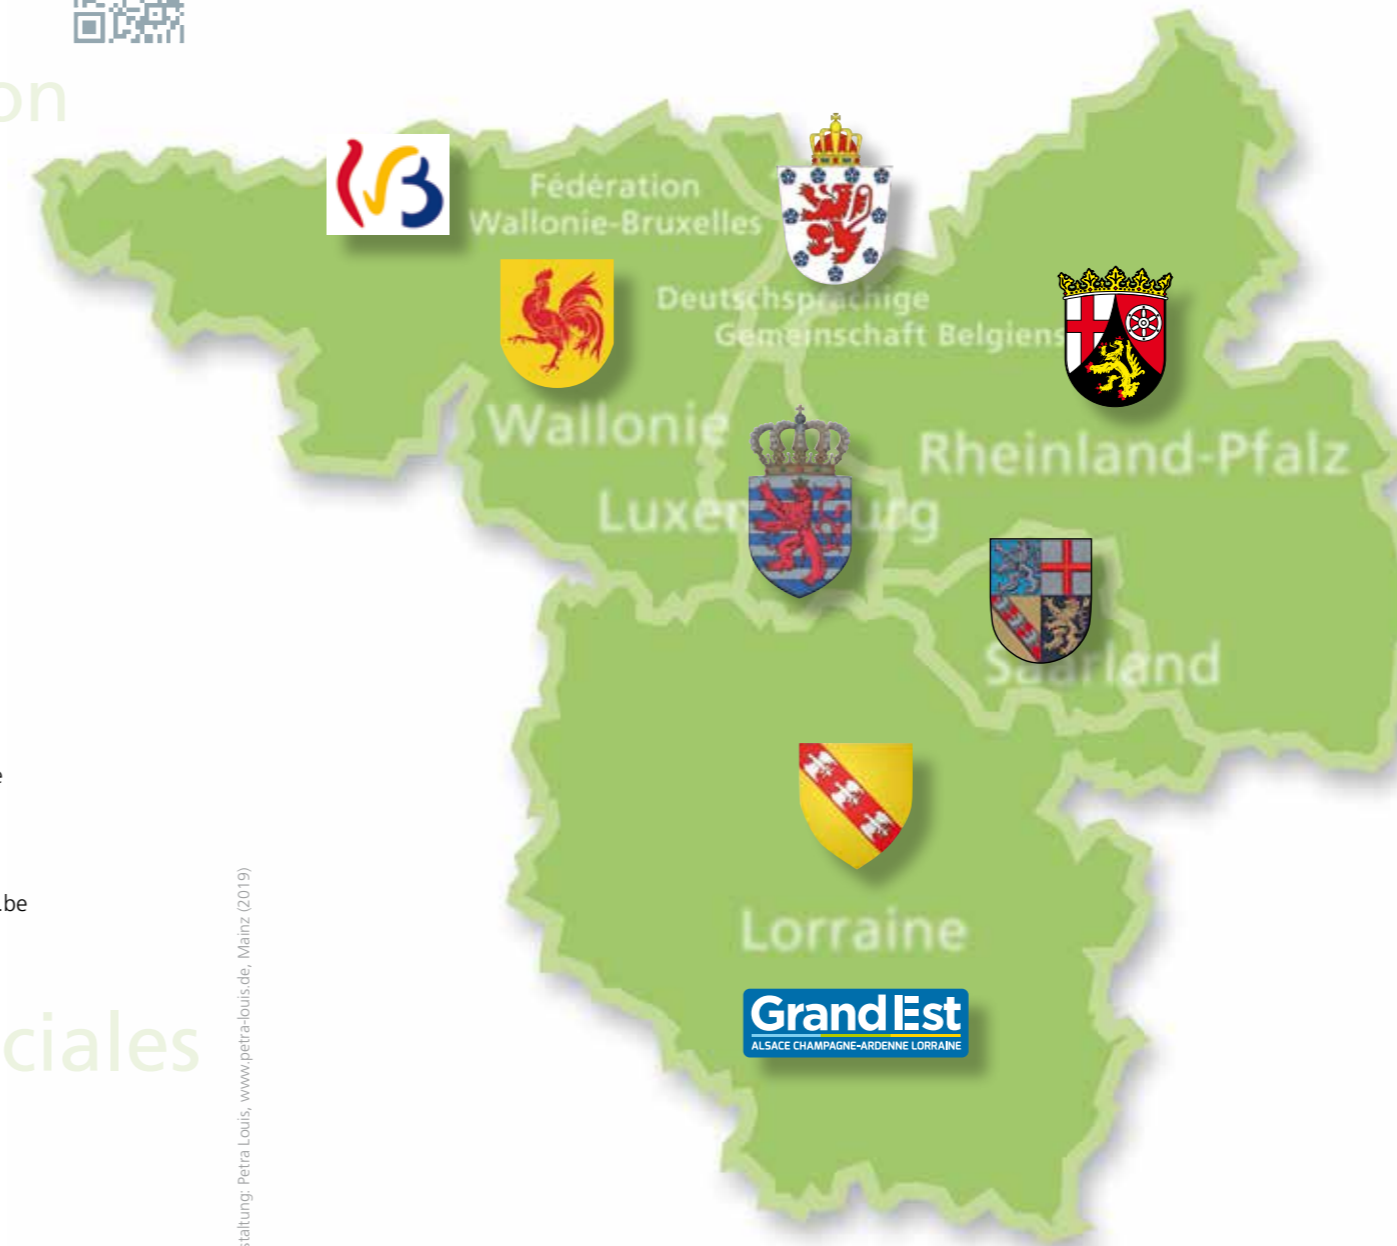 on
Fédération
Wallonie-Bruxelles
Deutschsprachige
Gemeinschaft Belgiens
Wallonie
Rheinland-Pfalz
Saarland
e
.be
Lorraine
Grand Est
ALSACE CHAMPAGNE-ARDENNE LORRAINE
ciales
staltung: Petra Louis, www.petra-louis.de, Mainz (2019)